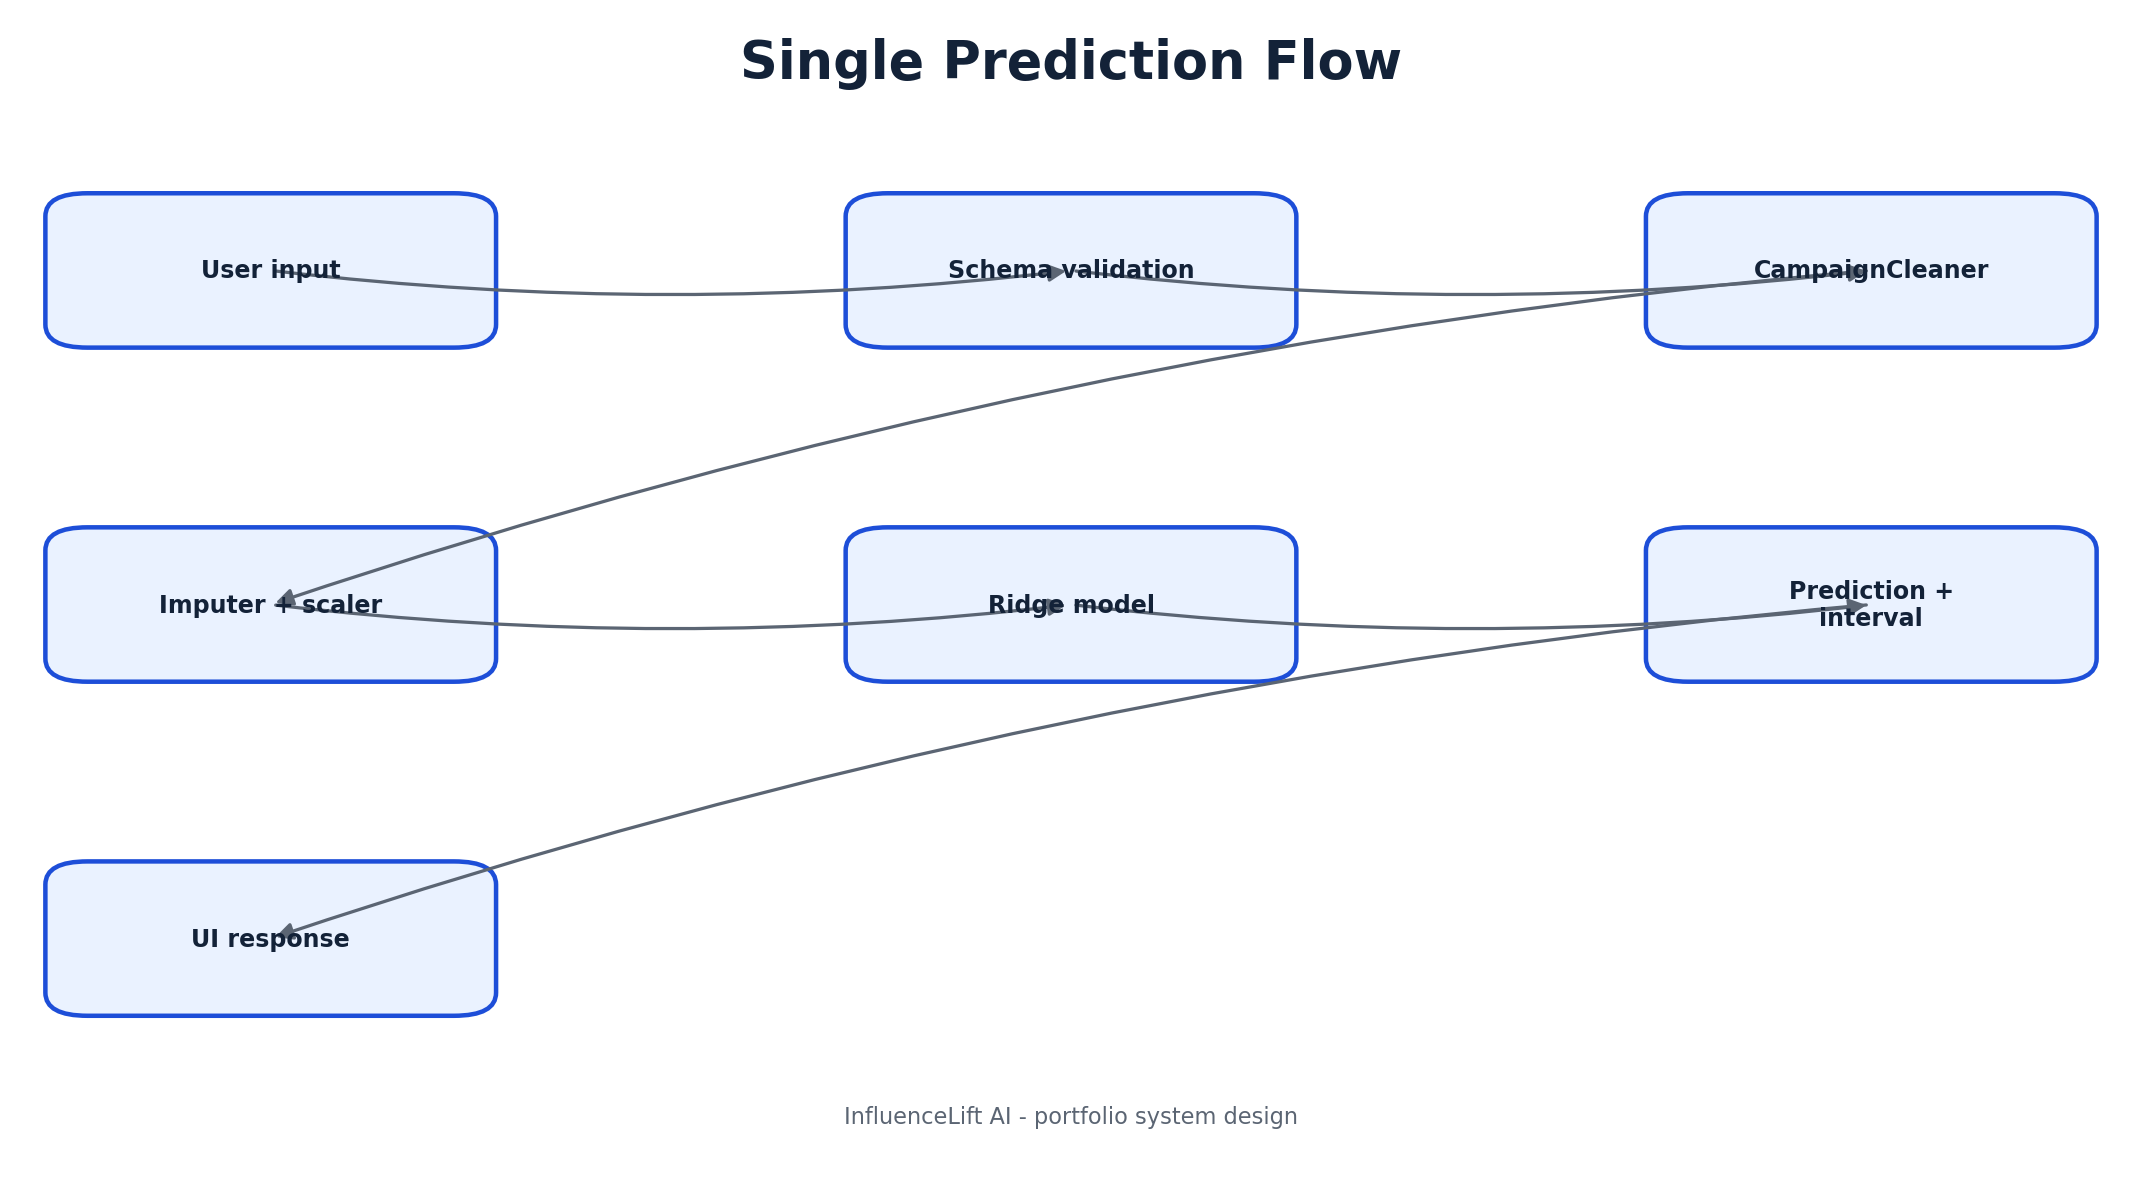 Single Prediction Flow
User input
Schema validation
CampaignCleaner
Imputer + scaler
Ridge model
Prediction +
interval
UI response
InfluenceLift AI - portfolio system design